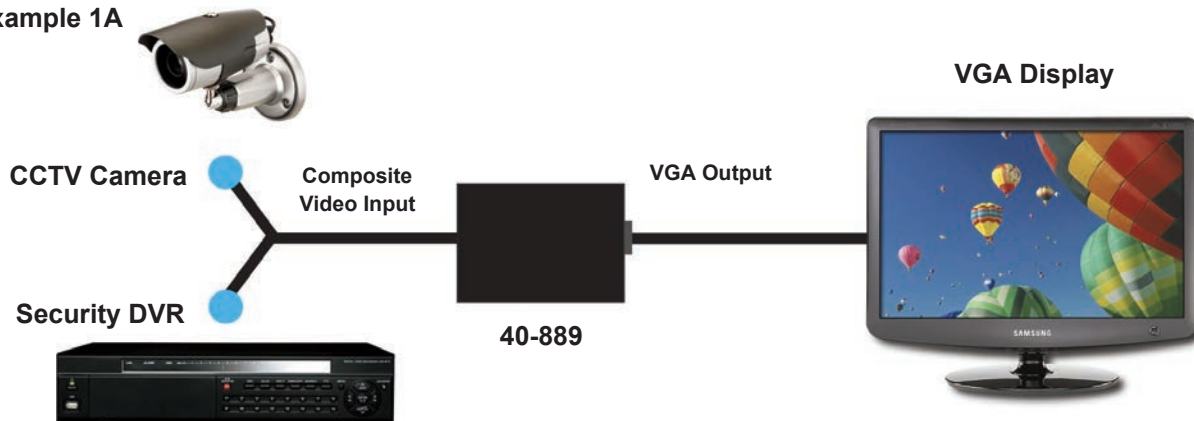 xample 1A
VGA Display
CCTV Camera
Composite
Video Input
VGA Output
Security DVR
40-889
SAMSUNG